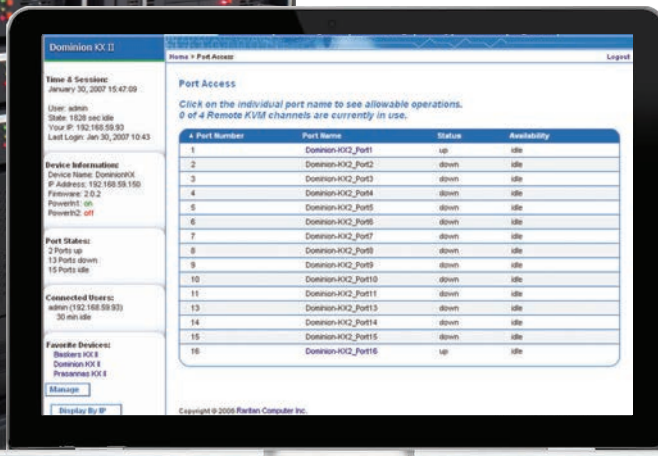 Dominion KX II
Home > Port Access
Logout
Time & Session:
January 30, 2007 15:47:09
User: admin
State: 1828 sec idle
Your IP: 192.168.59.93
Last Login: Jan 30, 2007 10:43
Device Information:
Device Name: DominionKX
IP Address: 192.168.59.150
Firmware: 2.0.2
PowerIn1: on
PowerIn2: off
Port States:
2 Ports up
13 Ports down
15 Ports idle
Connected Users:
admin (192.168.59.93)
30 min idle
Favorite Devices:
Baskers KX II
Dominion KX II
Prasannas KX II
Manage
Display By IP
Port Access
Click on the individual port name to see allowable operations.
0 of 4 Remote KVM channels are currently in use.
Port Number Port Name Status Availability
1 Dominion-KX2_Port1 up idle
2 Dominion-KX2_Port2 down idle
3 Dominion-KX2_Port3 down idle
4 Dominion-KX2_Port4 down idle
5 Dominion-KX2_Port5 down idle
6 Dominion-KX2_Port6 down idle
7 Dominion-KX2_Port7 down idle
8 Dominion-KX2_Port8 down idle
9 Dominion-KX2_Port9 down idle
10 Dominion-KX2_Port10 down idle
11 Dominion-KX2_Port11 down idle
13 Dominion-KX2_Port13 down idle
14 Dominion-KX2_Port14 down idle
15 Dominion-KX2_Port15 down idle
16 Dominion-KX2_Port16 up idle
Copyright © 2006 Raritan Computer Inc.